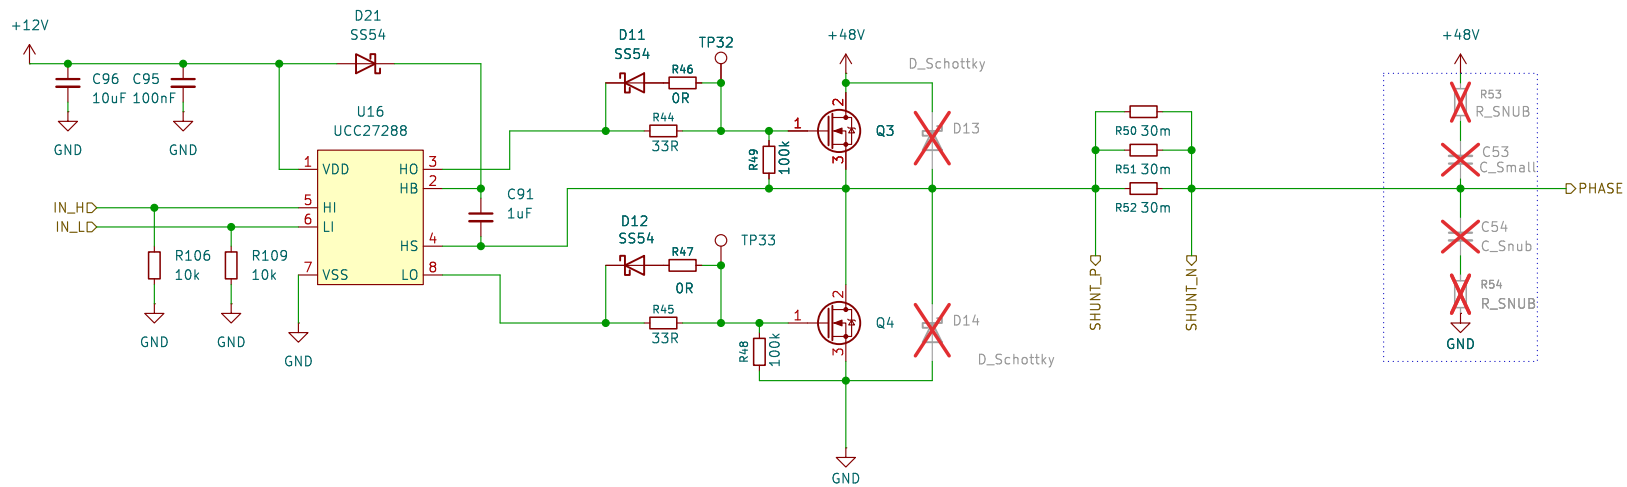 +12V
D21
SS54
C96
10uF
C95
100nF
GND
GND
U16
UCC27288
1
VDD
HO
3
HB
2
5
HI
6
LI
HS
4
7
VSS
LO
8
IN_H
IN_L
R106
10k
R109
10k
GND
GND
GND
C91
1uF
D11
SS54
R46
0R
TP32
R44
33R
R49
100k
+48V
2
1
3
Q3
D_Schottky
D13
D12
SS54
R47
0R
TP33
R45
33R
R48
100k
2
1
3
Q4
D14
D_Schottky
GND
R50 30m
R51 30m
R52 30m
SHUNT_P
SHUNT_N
+48V
R53
R_SNUB
C53
C_Small
PHASE
C54
C_Snub
R54
R_SNUB
GND